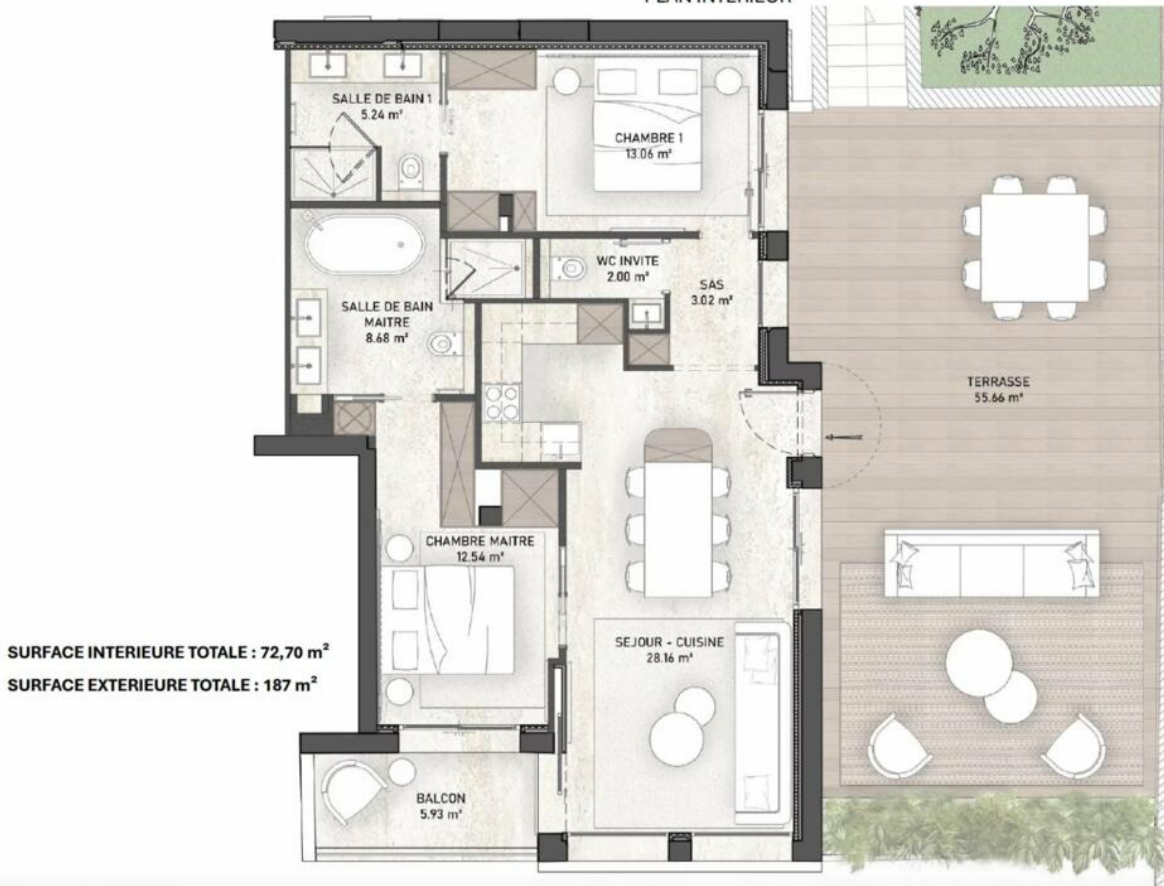 PLAN INTERIEUR
SALLE DE BAIN 1
5.24 m²
CHAMBRE 1
13.06 m²
WC INVITE
2.00 m²
SAS
3.02 m²
SALLE DE BAIN
MAITRE
8.68 m²
TERRASSE
55.66 m²
CHAMBRE MAITRE
12.54 m²
SEJOUR - CUISINE
28.16 m²
SURFACE INTERIEURE TOTALE : 72,70 m²
SURFACE EXTERIEURE TOTALE : 187 m²
BALCON
5.93 m²